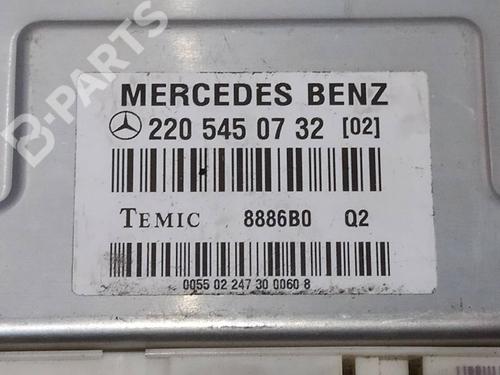 B-PARTS
MERCEDES BENZ
220 545 07 32 [02]
TEMIC 8886B0 Q2
0055 02 247 30 0060 8